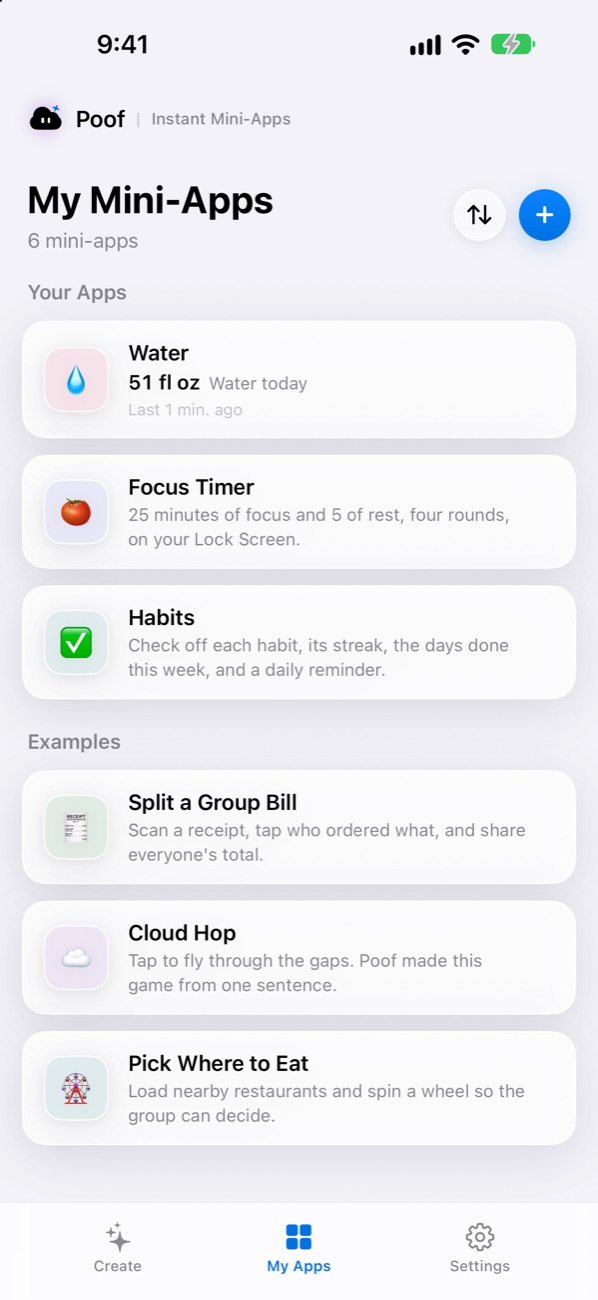 9:41
Poof | Instant Mini-Apps
My Mini-Apps
6 mini-apps
Your Apps
Water
51 fl oz Water today
Last 1 min. ago
Focus Timer
25 minutes of focus and 5 of rest, four rounds,
on your Lock Screen.
Habits
Check off each habit, its streak, the days done
this week, and a daily reminder.
Examples
Split a Group Bill
RECEIPT
Scan a receipt, tap who ordered what, and share
everyone's total.
Cloud Hop
Tap to fly through the gaps. Poof made this
game from one sentence.
Pick Where to Eat
Load nearby restaurants and spin a wheel so the
group can decide.
Create
My Apps
Settings